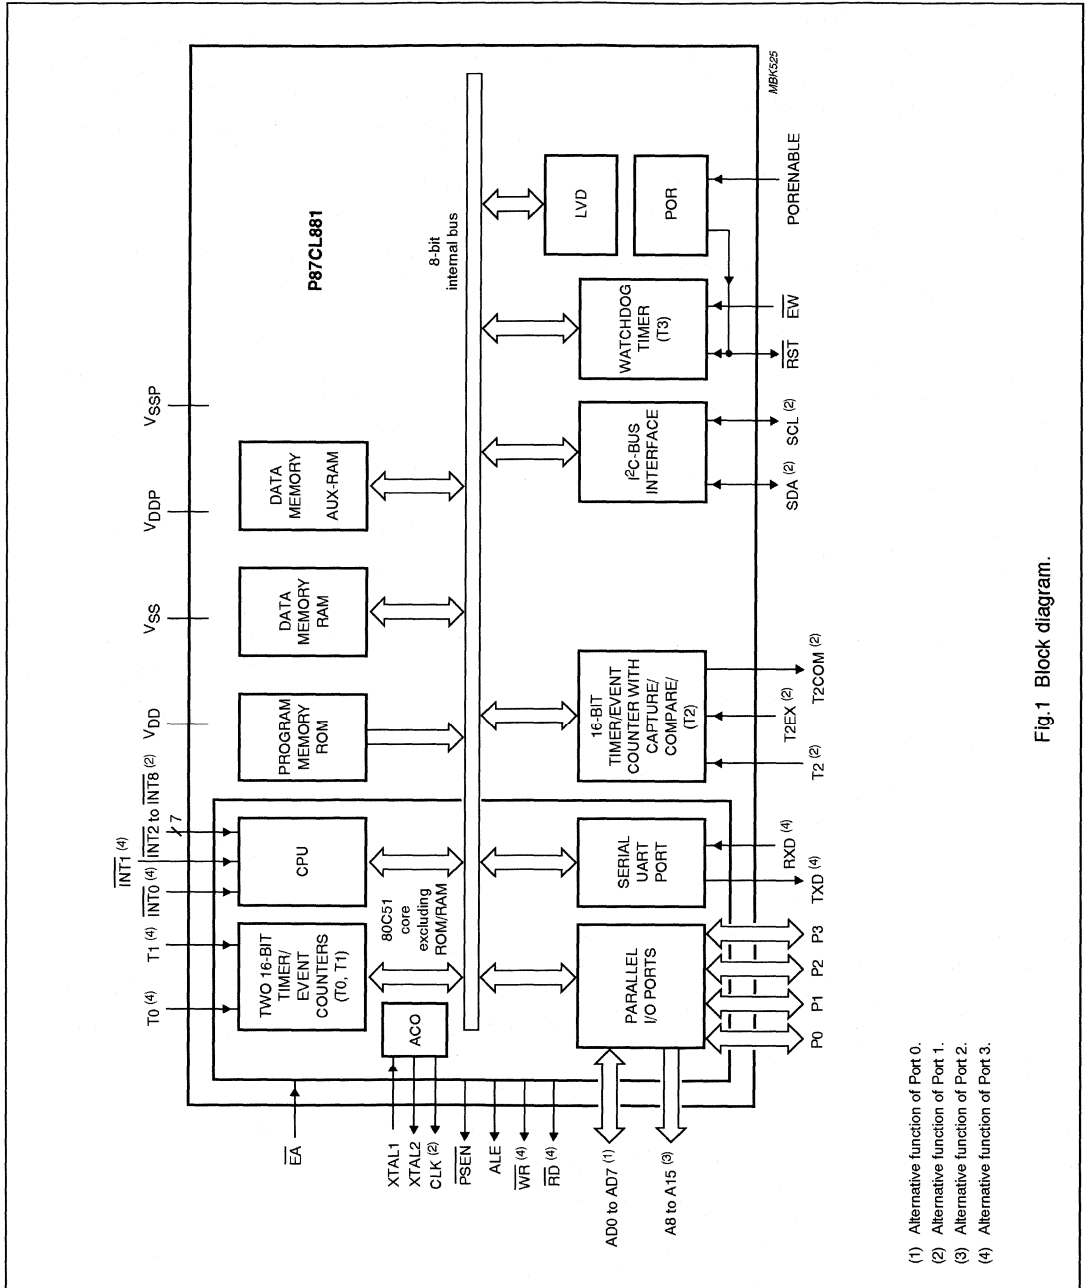 VDD
VSS
VDDP
VSSP
T0 (4)
T1 (4)
INT0 (4)
INT1 (4)
INT2 to INT8 (2)
7
P87CL881
TWO 16-BIT
TIMER/
EVENT
COUNTERS
(T0, T1)
CPU
PROGRAM
MEMORY
ROM
DATA
MEMORY
RAM
DATA
MEMORY
AUX-RAM
EA
XTAL1
XTAL2
CLK (2)
PSEN
ALE
WR (4)
RD (4)
AD0 to AD7 (1)
A8 to A15 (3)
ACO
80C51
core
excluding
ROM/RAM
8-bit
internal bus
PARALLEL
I/O PORTS
SERIAL
UART
PORT
16-BIT
TIMER/EVENT
COUNTER WITH
CAPTURE/
COMPARE/
(T2)
I2C-BUS
INTERFACE
WATCHDOG
TIMER
(T3)
LVD
POR
P0
P1
P2
P3
TXD (4)
RXD (4)
T2 (2)
T2EX (2)
T2COM (2)
SDA (2)
SCL (2)
RST
EW
PORENABLE
MBK525
(1) Alternative function of Port 0.
(2) Alternative function of Port 1.
(3) Alternative function of Port 2.
(4) Alternative function of Port 3.
Fig.1 Block diagram.